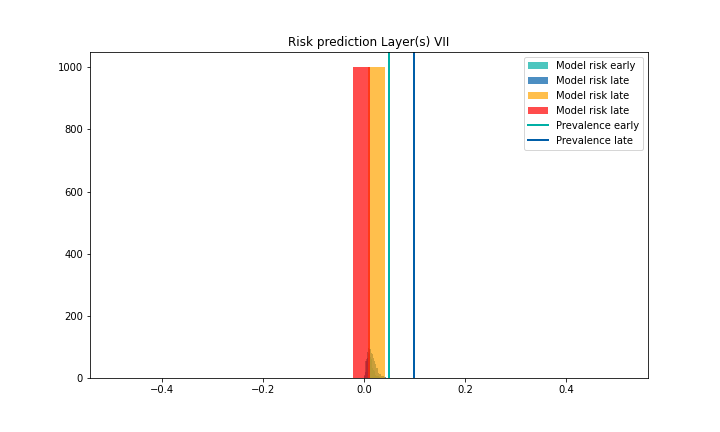 Risk prediction Layer(s) VII
1000
800
600
400
200
0
−0.4
−0.2
0.0
0.2
0.4
Model risk early
Model risk late
Model risk late
Model risk late
Prevalence early
Prevalence late